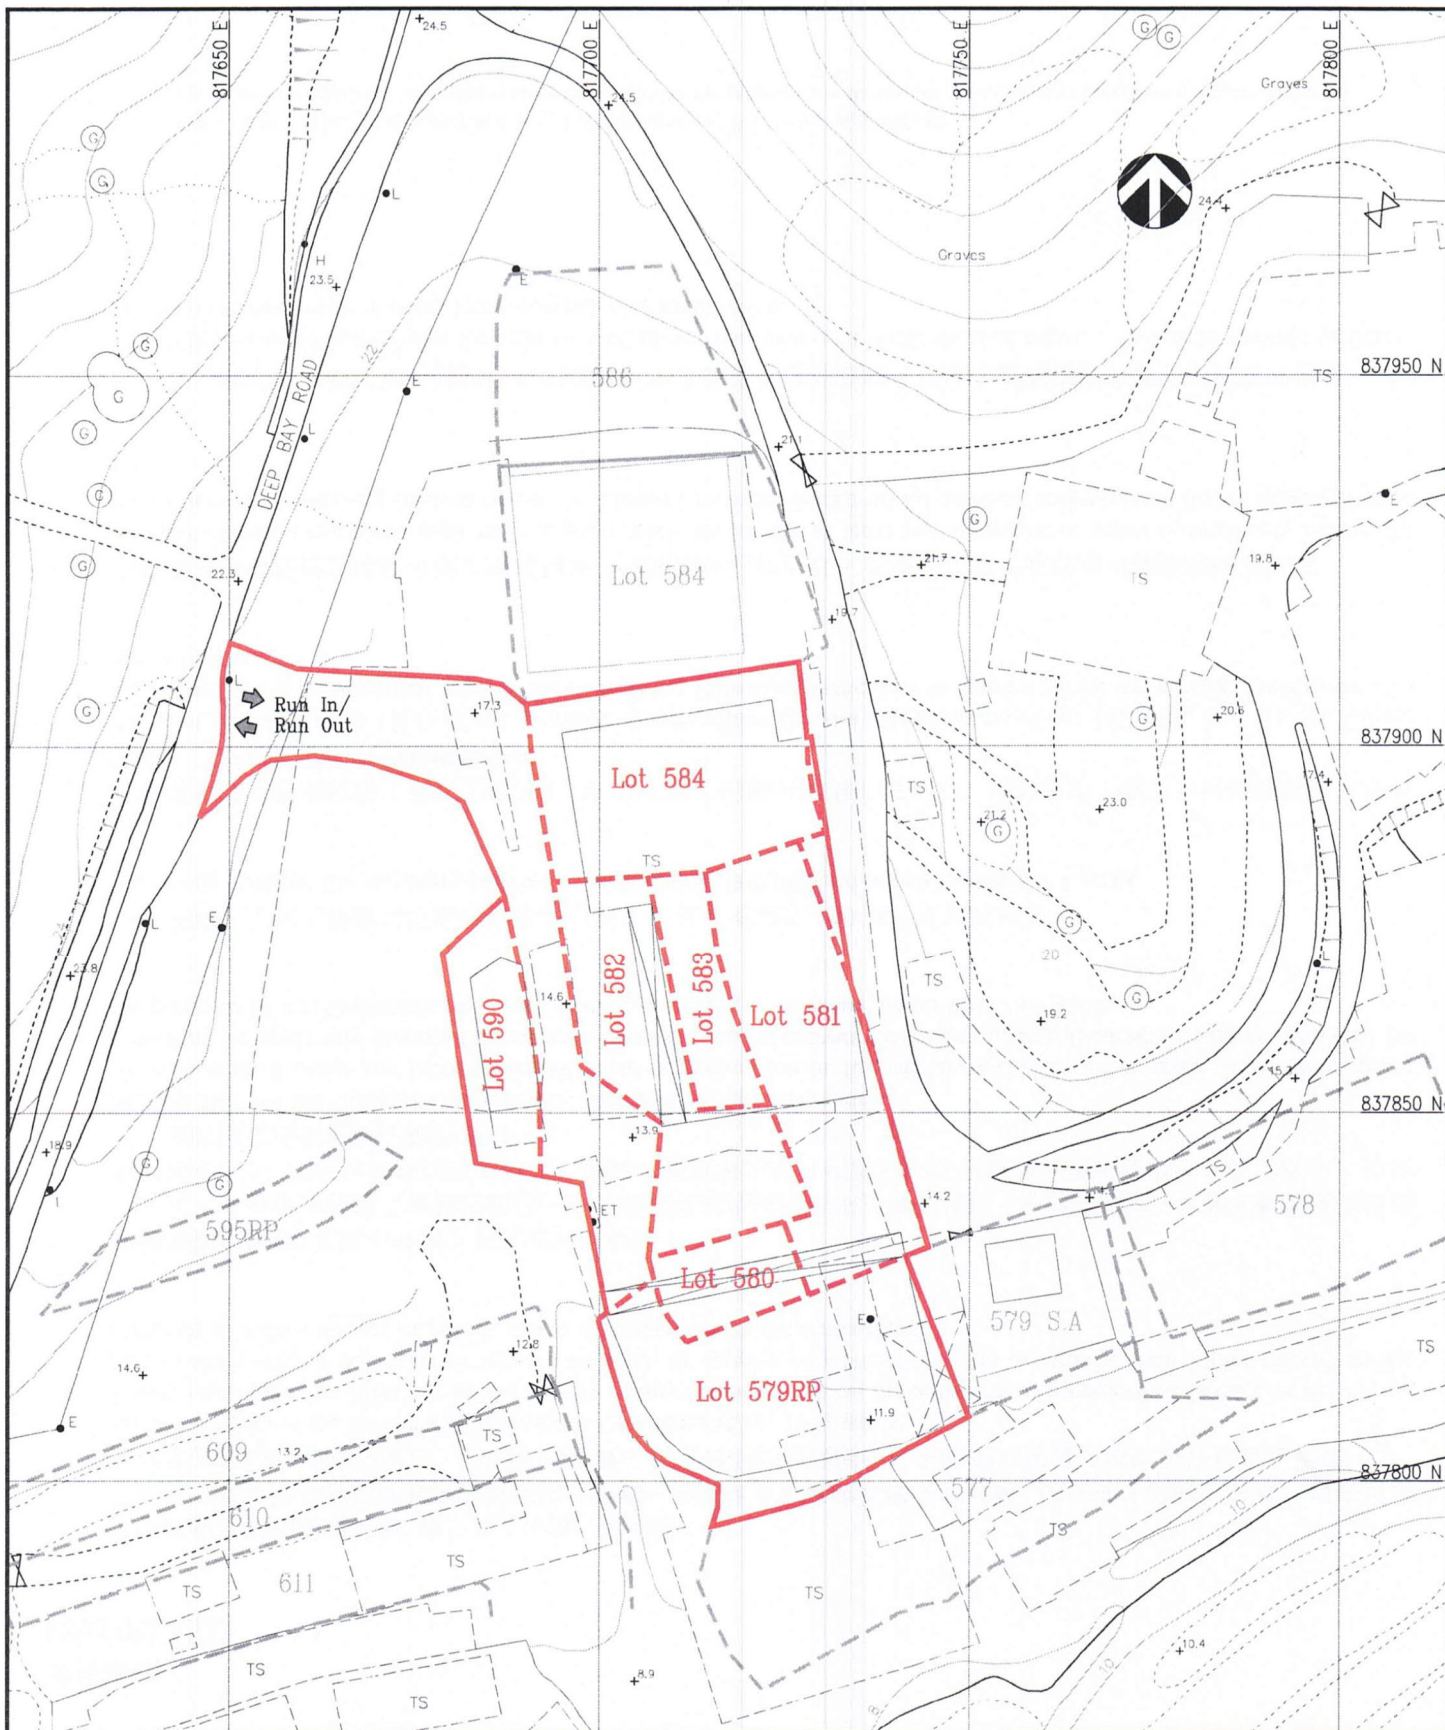 817650 E
24.5
817700 E
24.5
817750 E
G
G
817800 E
Graves
G
G
L
24.4
H
23.5
E
Graves
22
G
G
G
L
E
586
TS
837950 N
DEEP BAY ROAD
21.1
G
G
G
E
22.3
Lot 584
21.7
TS
19.8
19.7
L
Run In/
Run Out
17.3
G
G
20.6
837900 N
Lot 584
TS
21.2
G
23.0
17.4
TS
L
E
G
23.8
14.6
Lot 582
Lot 583
Lot 581
TS
20
G
19.2
Lot 590
15.7
837850 N
18.9
13.9
G
G
14.2
TS
578
595RP
ET
Lot 580
E
579 S.A
14.6
12.8
TS
Lot 579RP
11.9
E
609
13.2
TS
837800 N
577
610
10
TS
TS
611
TS
TS
TS
TS
8.9
10
10.4
8
TS